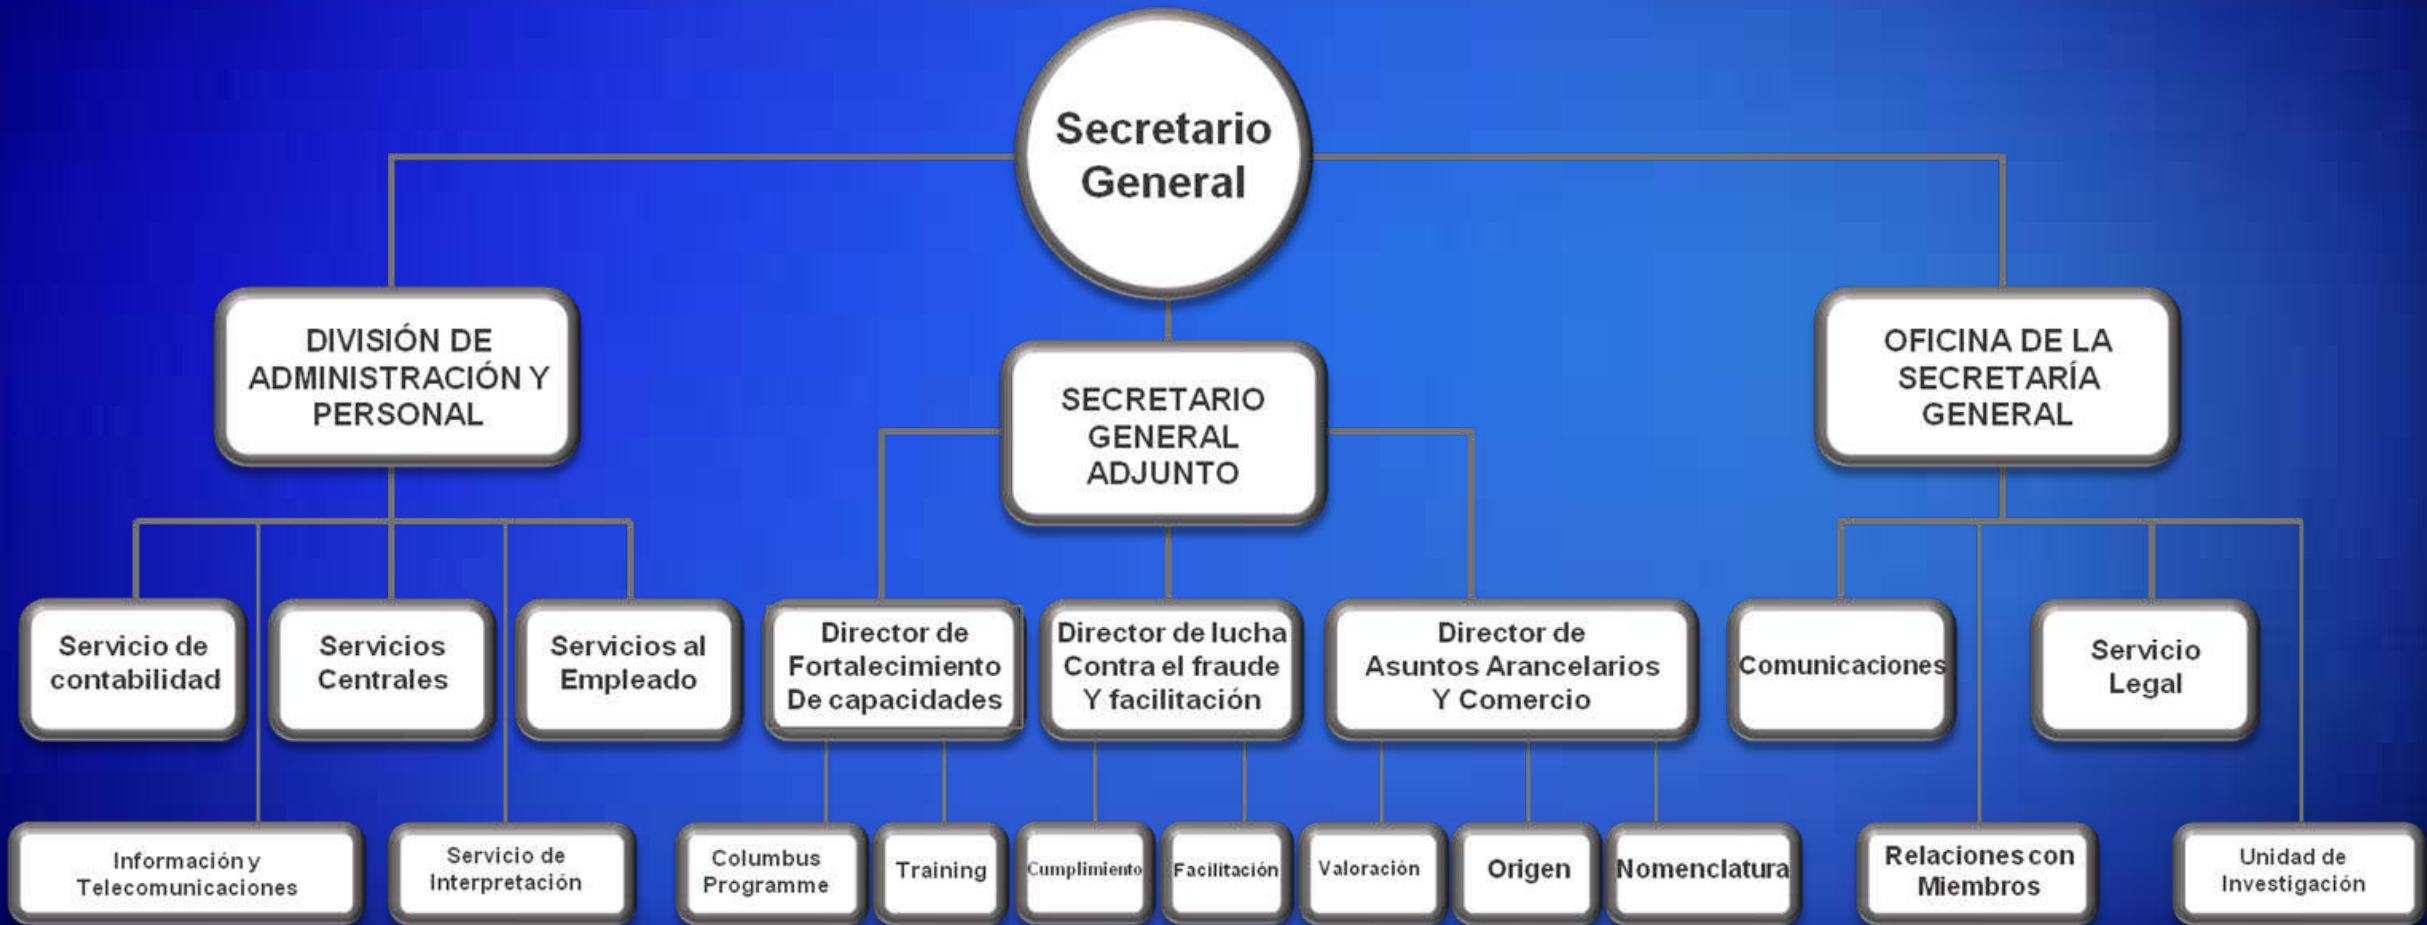 Secretario
General
DIVISIÓN DE
ADMINISTRACIÓN Y
PERSONAL
SECRETARIO
GENERAL
ADJUNTO
OFICINA DE LA
SECRETARÍA
GENERAL
Servicio de
contabilidad
Servicios
Centrales
Servicios al
Empleado
Director de
Fortalecimiento
De capacidades
Director de lucha
Contra el fraude
Y facilitación
Director de
Asuntos Arancelarios
Y Comercio
Comunicaciones
Servicio
Legal
Información y
Telecomunicaciones
Servicio de
Interpretación
Columbus
Programme
Training
Cumplimiento
Facilitación
Valoración
Origen
Nomenclatura
Relaciones con
Miembros
Unidad de
Investigación